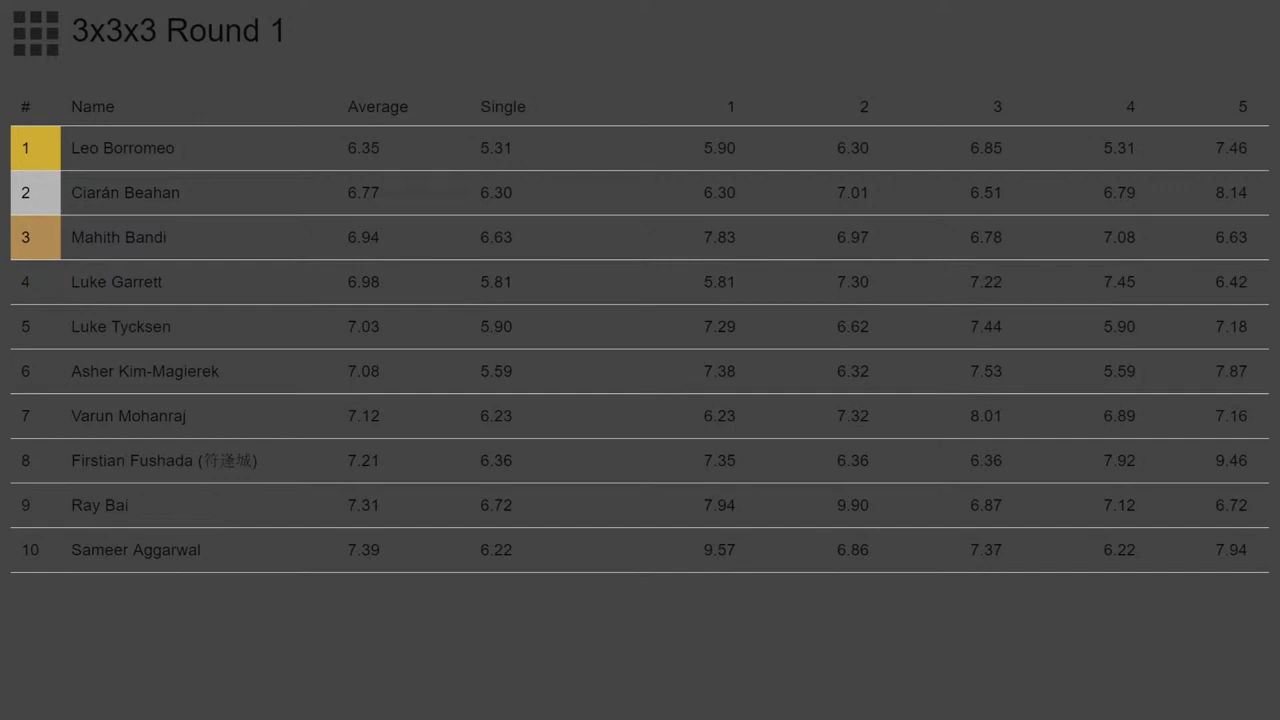 3x3x3 Round 1
# Name Average Single 1 2 3 4 5
1 Leo Borromeo 6.35 5.31 5.90 6.30 6.85 5.31 7.46
2 Ciarán Beahan 6.77 6.30 6.30 7.01 6.51 6.79 8.14
3 Mahith Bandi 6.94 6.63 7.83 6.97 6.78 7.08 6.63
4 Luke Garrett 6.98 5.81 5.81 7.30 7.22 7.45 6.42
5 Luke Tycksen 7.03 5.90 7.29 6.62 7.44 5.90 7.18
6 Asher Kim-Magierek 7.08 5.59 7.38 6.32 7.53 5.59 7.87
7 Varun Mohanraj 7.12 6.23 6.23 7.32 8.01 6.89 7.16
8 Firstian Fushada (符逢城) 7.21 6.36 7.35 6.36 6.36 7.92 9.46
9 Ray Bai 7.31 6.72 7.94 9.90 6.87 7.12 6.72
10 Sameer Aggarwal 7.39 6.22 9.57 6.86 7.37 6.22 7.94